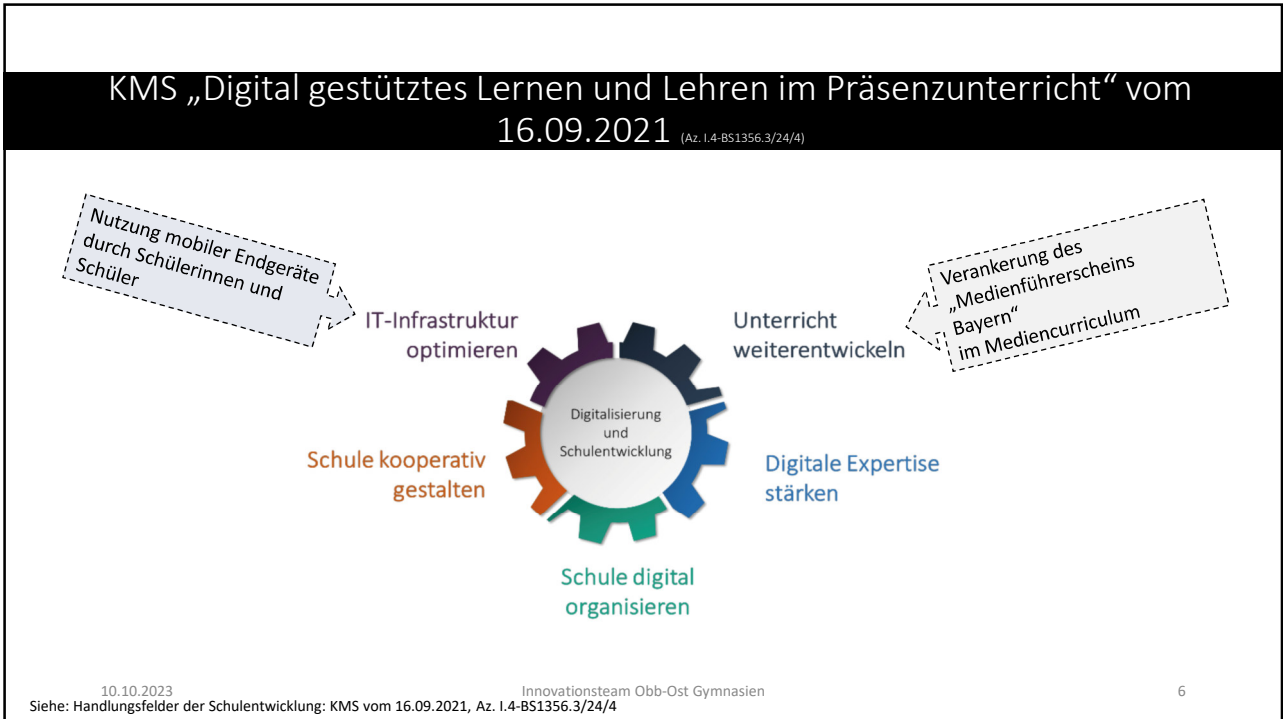 KMS „Digital gestütztes Lernen und Lehren im Präsenzunterricht“ vom
16.09.2021 (Az. I.4-BS1356.3/24/4)
Nutzung mobiler Endgeräte
durch Schülerinnen und
Schüler
Verankerung des
„Medienführerscheins
Bayern“
im Mediencurriculum
IT-Infrastruktur
optimieren
Unterricht
weiterentwickeln
Digitalisierung
und
Schulentwicklung
Schule kooperativ
gestalten
Digitale Expertise
stärken
Schule digital
organisieren
10.10.2023 Innovationsteam Obb-Ost Gymnasien 6
Siehe: Handlungsfelder der Schulentwicklung: KMS vom 16.09.2021, Az. I.4-BS1356.3/24/4